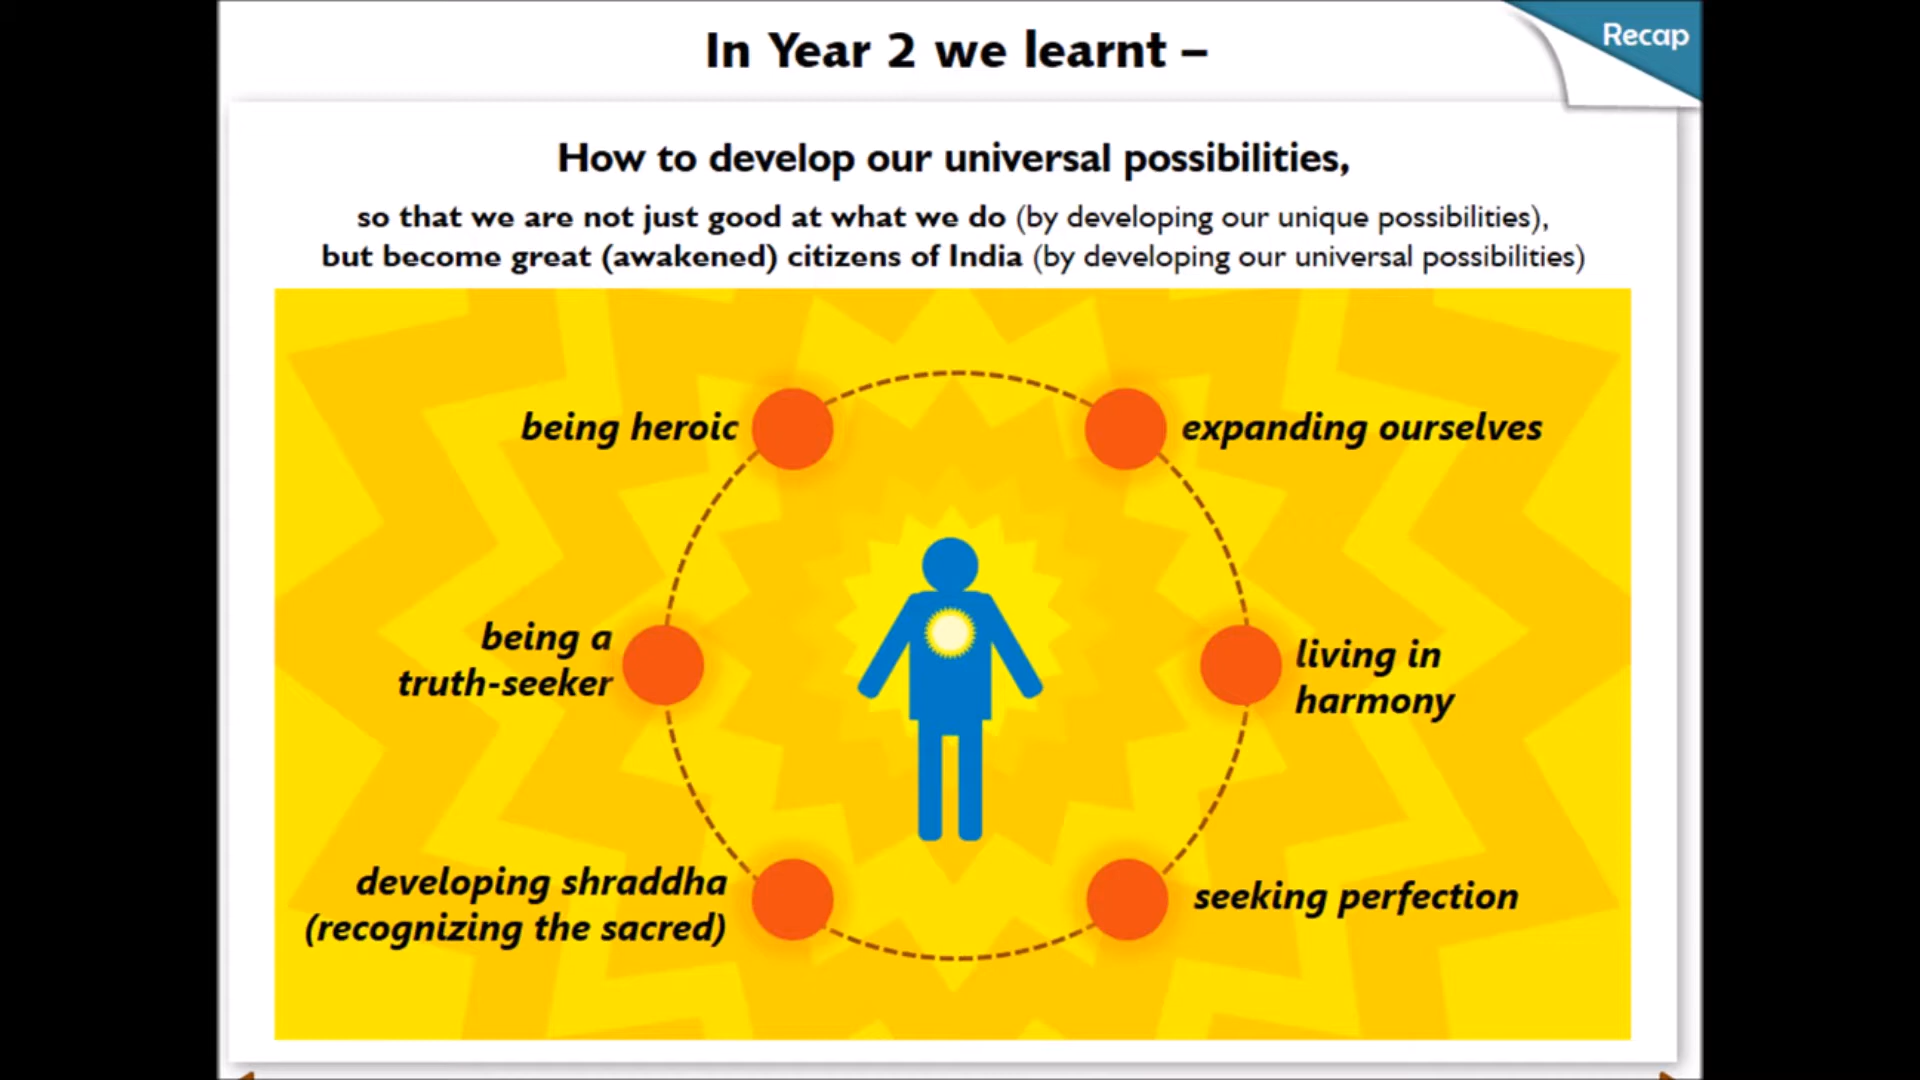 In Year 2 we learnt –
Recap
How to develop our universal possibilities,
so that we are not just good at what we do (by developing our unique possibilities),
but become great (awakened) citizens of India (by developing our universal possibilities)
being heroic
expanding ourselves
being a
truth-seeker
living in
harmony
developing shraddha
(recognizing the sacred)
seeking perfection